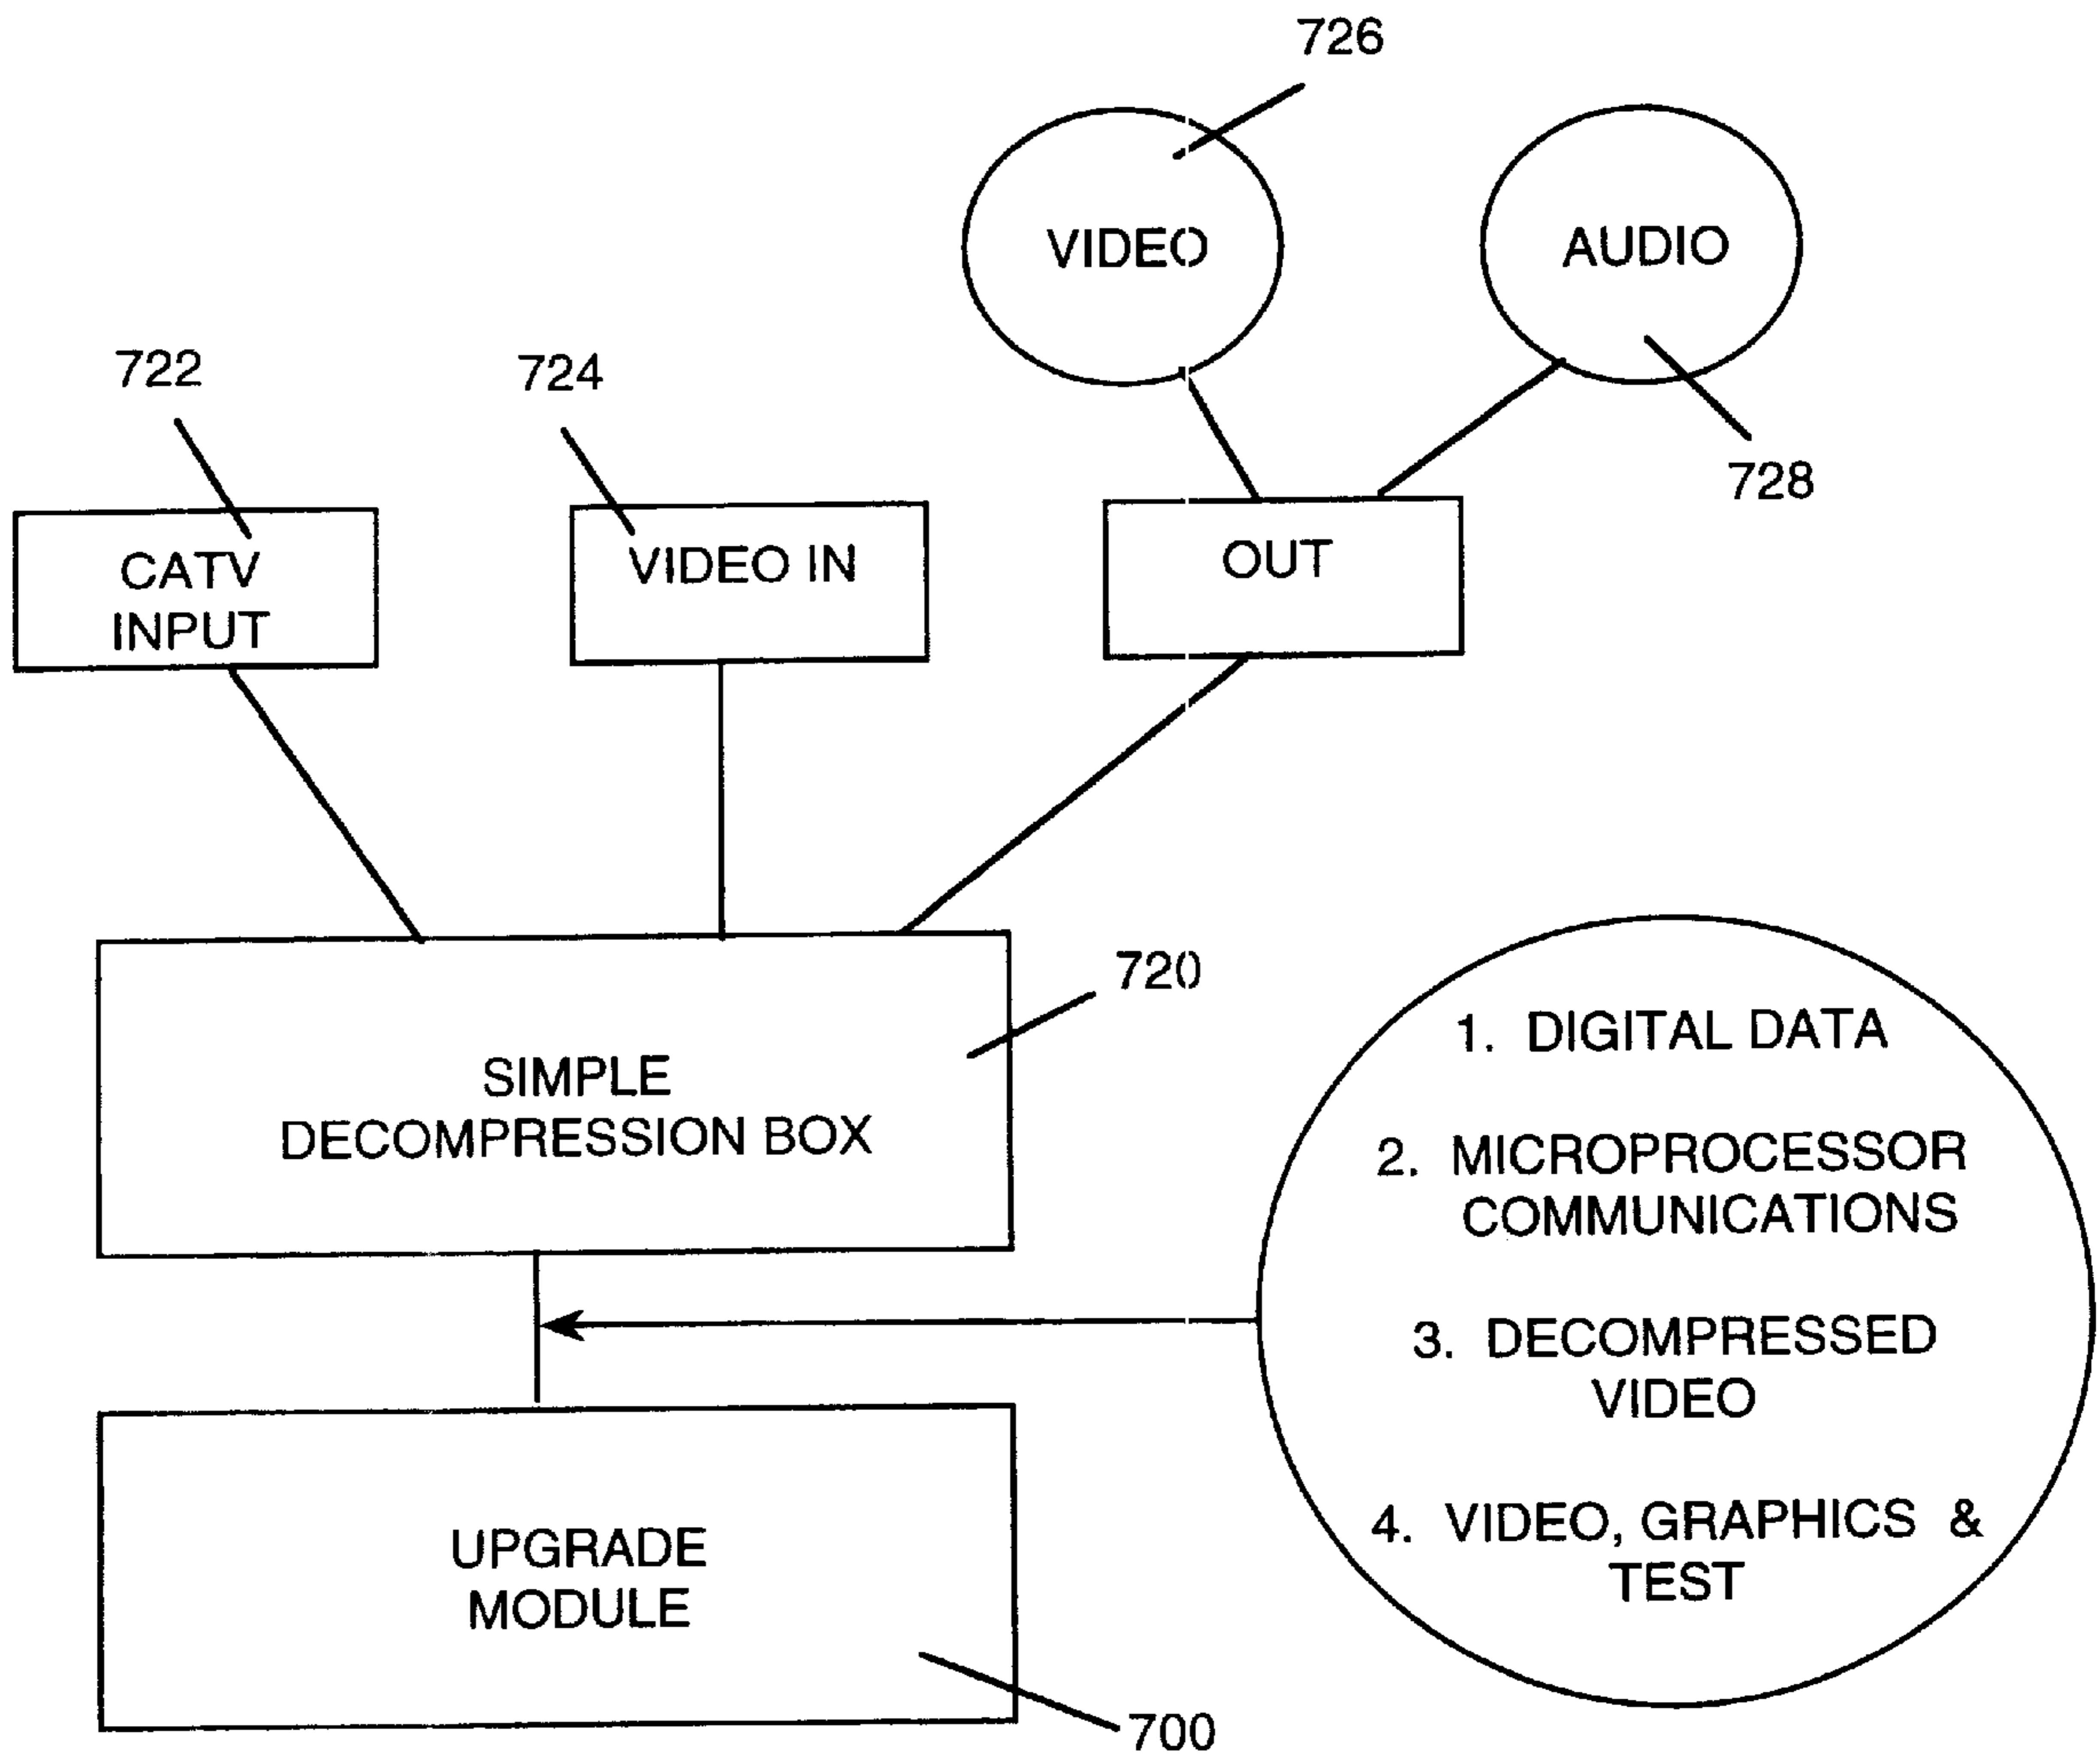 726
VIDEO
AUDIO
722
724
728
CATV
INPUT
VIDEO IN
OUT
720
SIMPLE
DECOMPRESSION BOX
1. DIGITAL DATA
2. MICROPROCESSOR
COMMUNICATIONS
3. DECOMPRESSED
VIDEO
4. VIDEO, GRAPHICS &
TEST
UPGRADE
MODULE
700